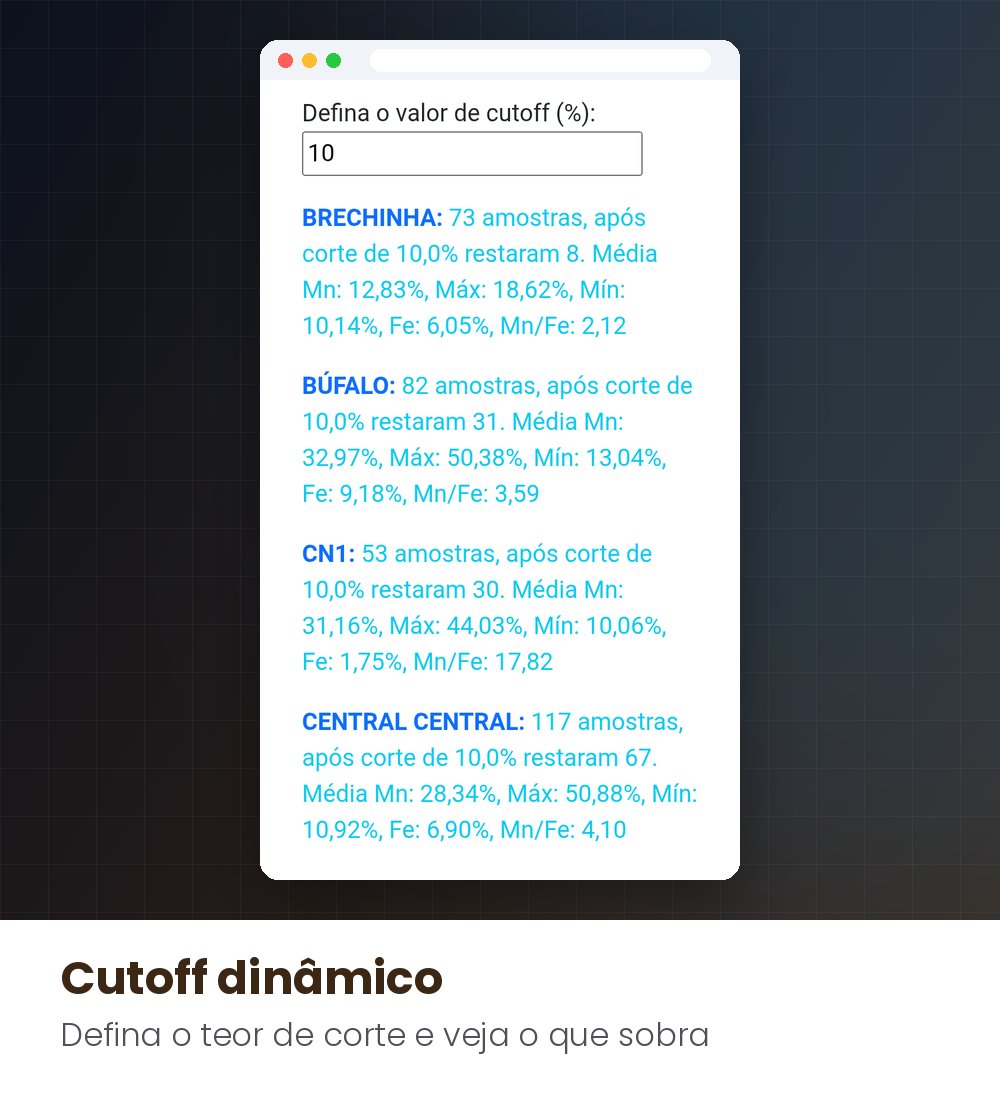 Defina o valor de cutoff (%):
10
BRECHINHA: 73 amostras, após
corte de 10,0% restaram 8. Média
Mn: 12,83%, Máx: 18,62%, Mín:
10,14%, Fe: 6,05%, Mn/Fe: 2,12
BÚFALO: 82 amostras, após corte de
10,0% restaram 31. Média Mn:
32,97%, Máx: 50,38%, Mín: 13,04%,
Fe: 9,18%, Mn/Fe: 3,59
CN1: 53 amostras, após corte de
10,0% restaram 30. Média Mn:
31,16%, Máx: 44,03%, Mín: 10,06%,
Fe: 1,75%, Mn/Fe: 17,82
CENTRAL CENTRAL: 117 amostras,
após corte de 10,0% restaram 67.
Média Mn: 28,34%, Máx: 50,88%, Mín:
10,92%, Fe: 6,90%, Mn/Fe: 4,10
Cutoff dinâmico
Defina o teor de corte e veja o que sobra